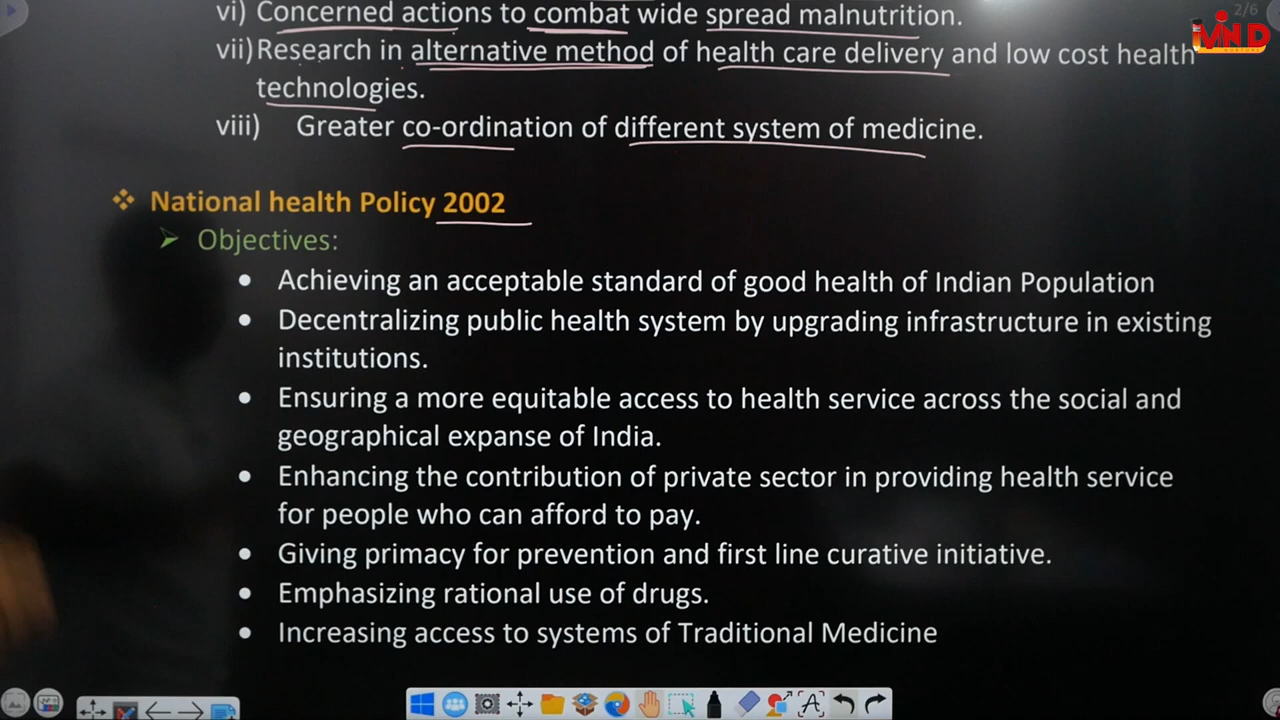 vi) Concerned actions to combat wide spread malnutrition.
2/6
MIND
vii) Research in alternative method of health care delivery and low cost health
technologies.
viii) Greater co-ordination of different system of medicine.
❖ National health Policy 2002
➢ Objectives:
• Achieving an acceptable standard of good health of Indian Population
• Decentralizing public health system by upgrading infrastructure in existing
institutions.
• Ensuring a more equitable access to health service across the social and
geographical expanse of India.
• Enhancing the contribution of private sector in providing health service
for people who can afford to pay.
• Giving primacy for prevention and first line curative initiative.
• Emphasizing rational use of drugs.
• Increasing access to systems of Traditional Medicine